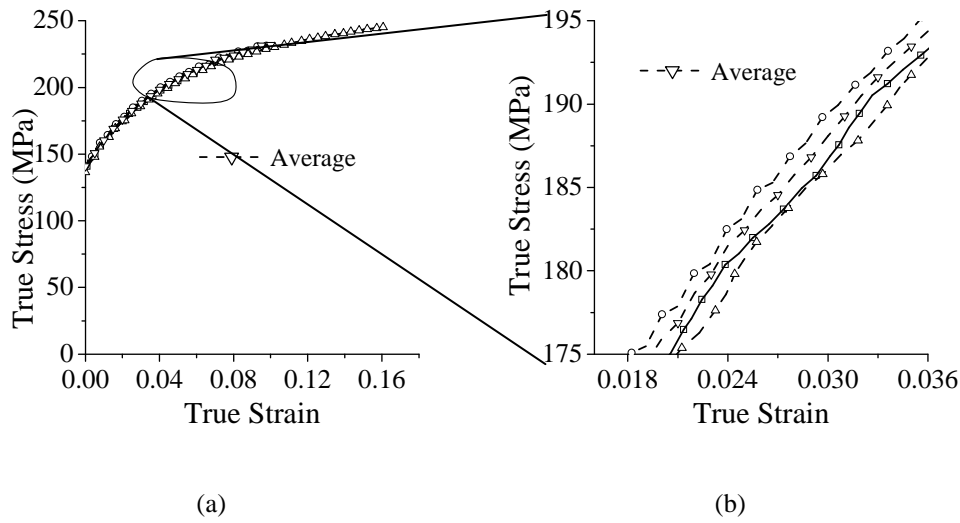 250
200
150
100
50
0
0.00 0.04 0.08 0.12 0.16
True Stress (MPa)
True Strain
Average
195
190
185
180
175
0.018 0.024 0.030 0.036
True Stress (MPa)
True Strain
Average
(a) (b)